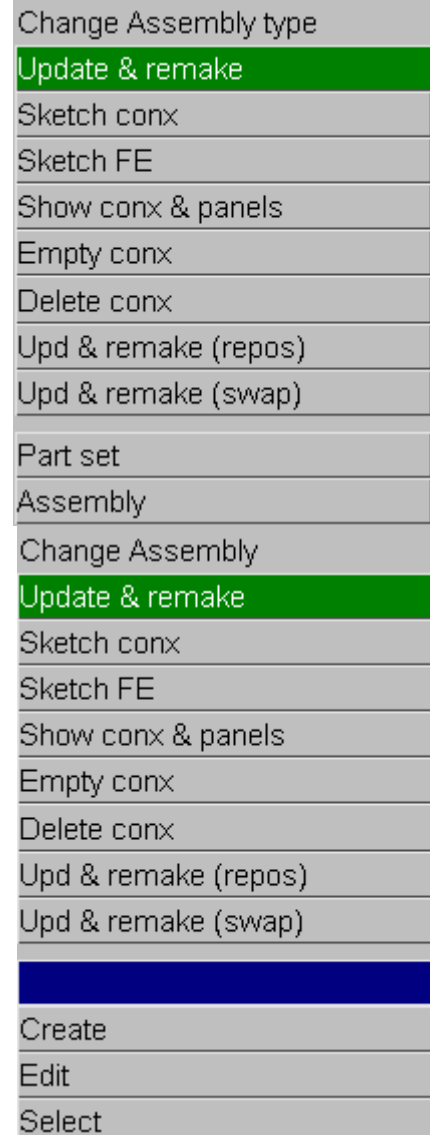 Change Assembly type
Update & remake
Sketch conx
Sketch FE
Show conx & panels
Empty conx
Delete conx
Upd & remake (repos)
Upd & remake (swap)
Part set
Assembly
Change Assembly
Update & remake
Sketch conx
Sketch FE
Show conx & panels
Empty conx
Delete conx
Upd & remake (repos)
Upd & remake (swap)
Create
Edit
Select